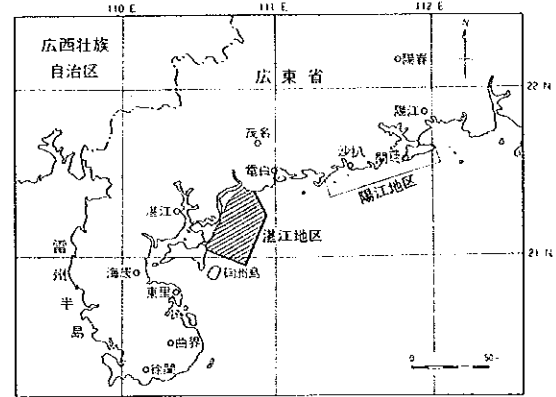 110 E
111 E
112 E
広西壮族
自治区
広東省
陽春
N
22 N
陽江
茂名
沙扒
閘坡
電白
陽江地区
湛江
湛江地区
21 N
雷州半島
海康
硇州島
東里
曲界
徐聞
0
50